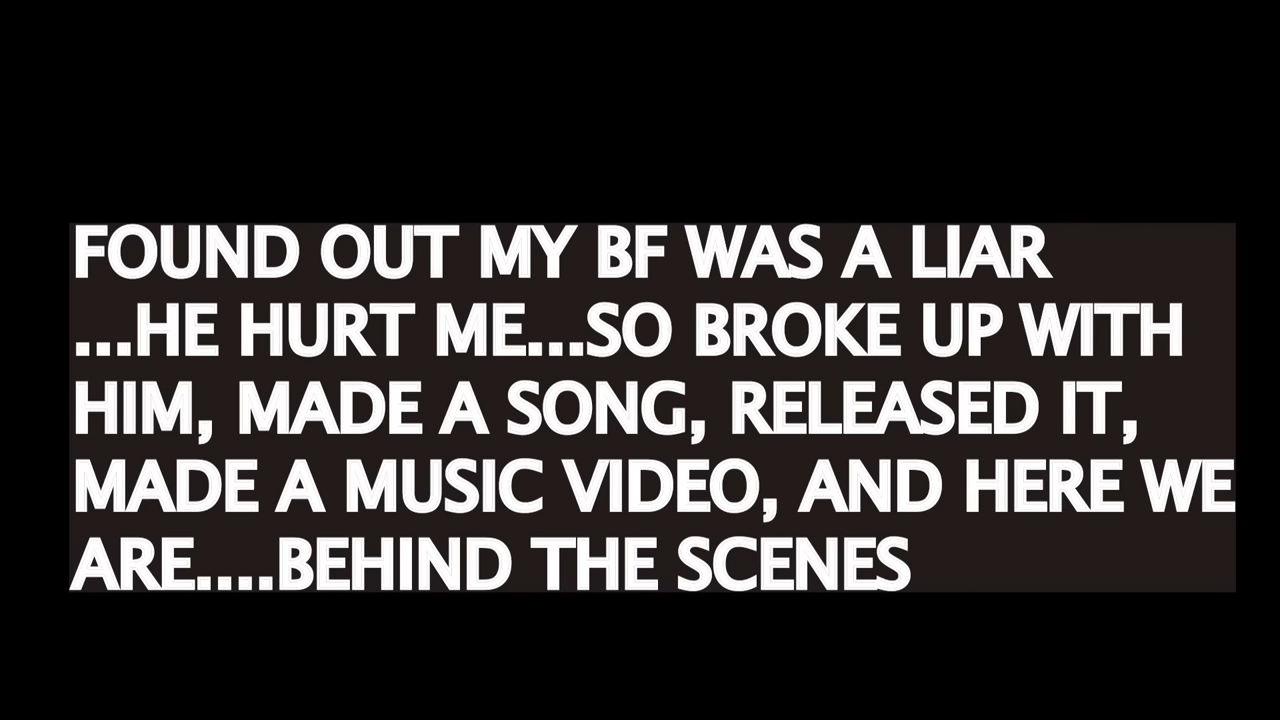 FOUND OUT MY BF WAS A LIAR
...HE HURT ME...SO BROKE UP WITH
HIM, MADE A SONG, RELEASED IT,
MADE A MUSIC VIDEO, AND HERE WE
ARE....BEHIND THE SCENES